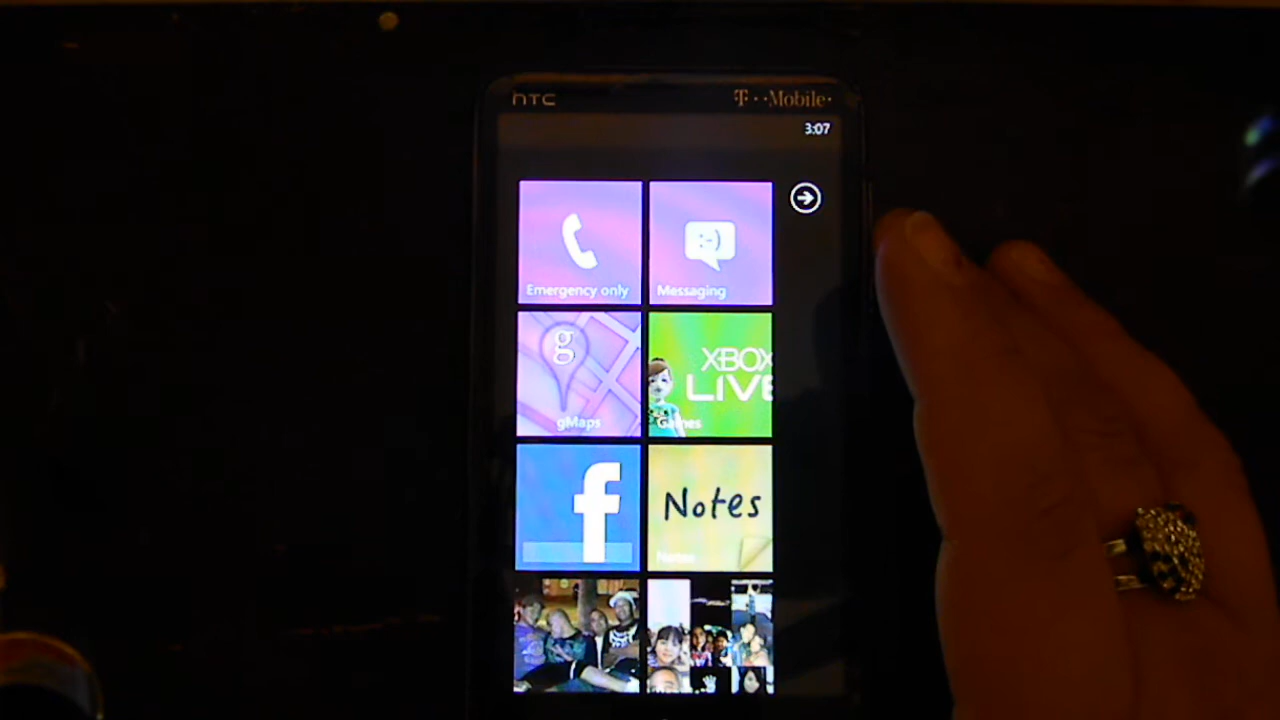 hTC T··Mobile·
3:07
Emergency only
Messaging
g
gMaps
XBOX
LIVE
Games
f
Notes
Notes